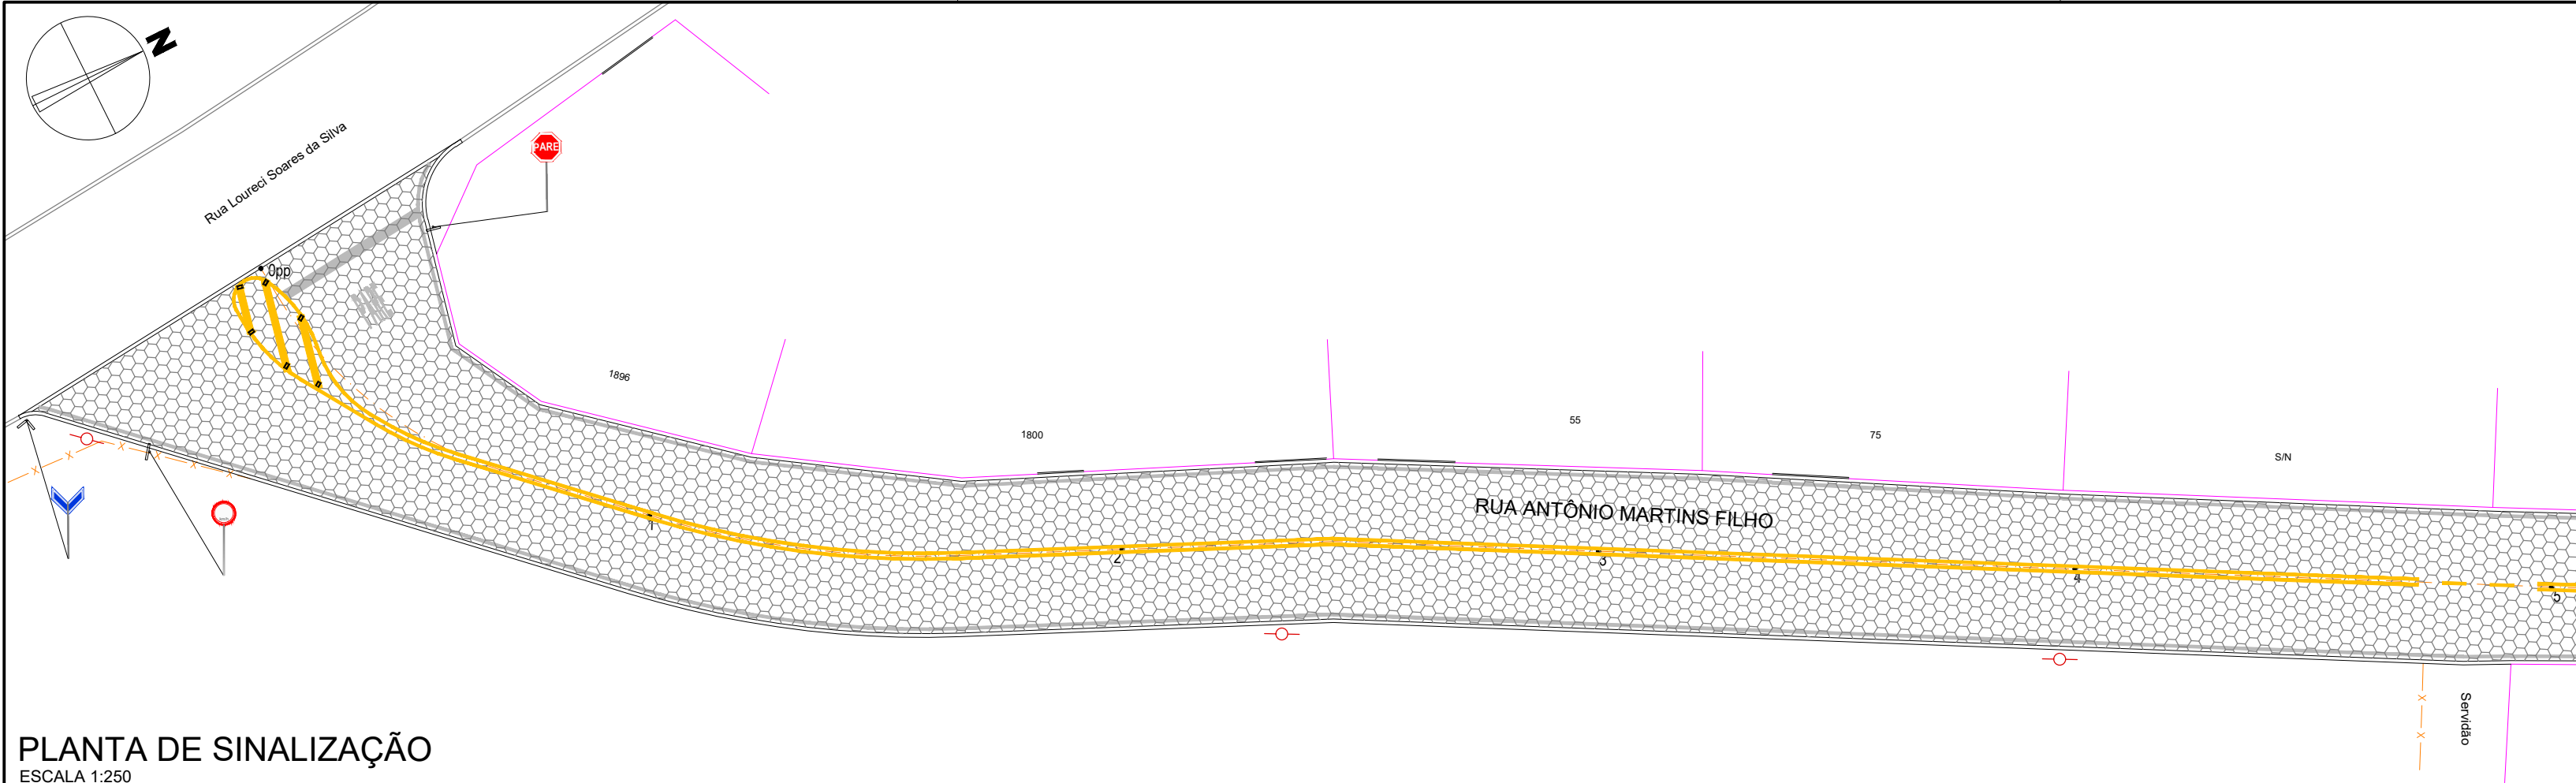 N
Rua Loureci Soares da Silva
PARE
0pp
PARE
1896
1800
55
75
S/N
RUA ANTÔNIO MARTINS FILHO
1
2
3
4
5
Servidão
PLANTA DE SINALIZAÇÃO
ESCALA 1:250